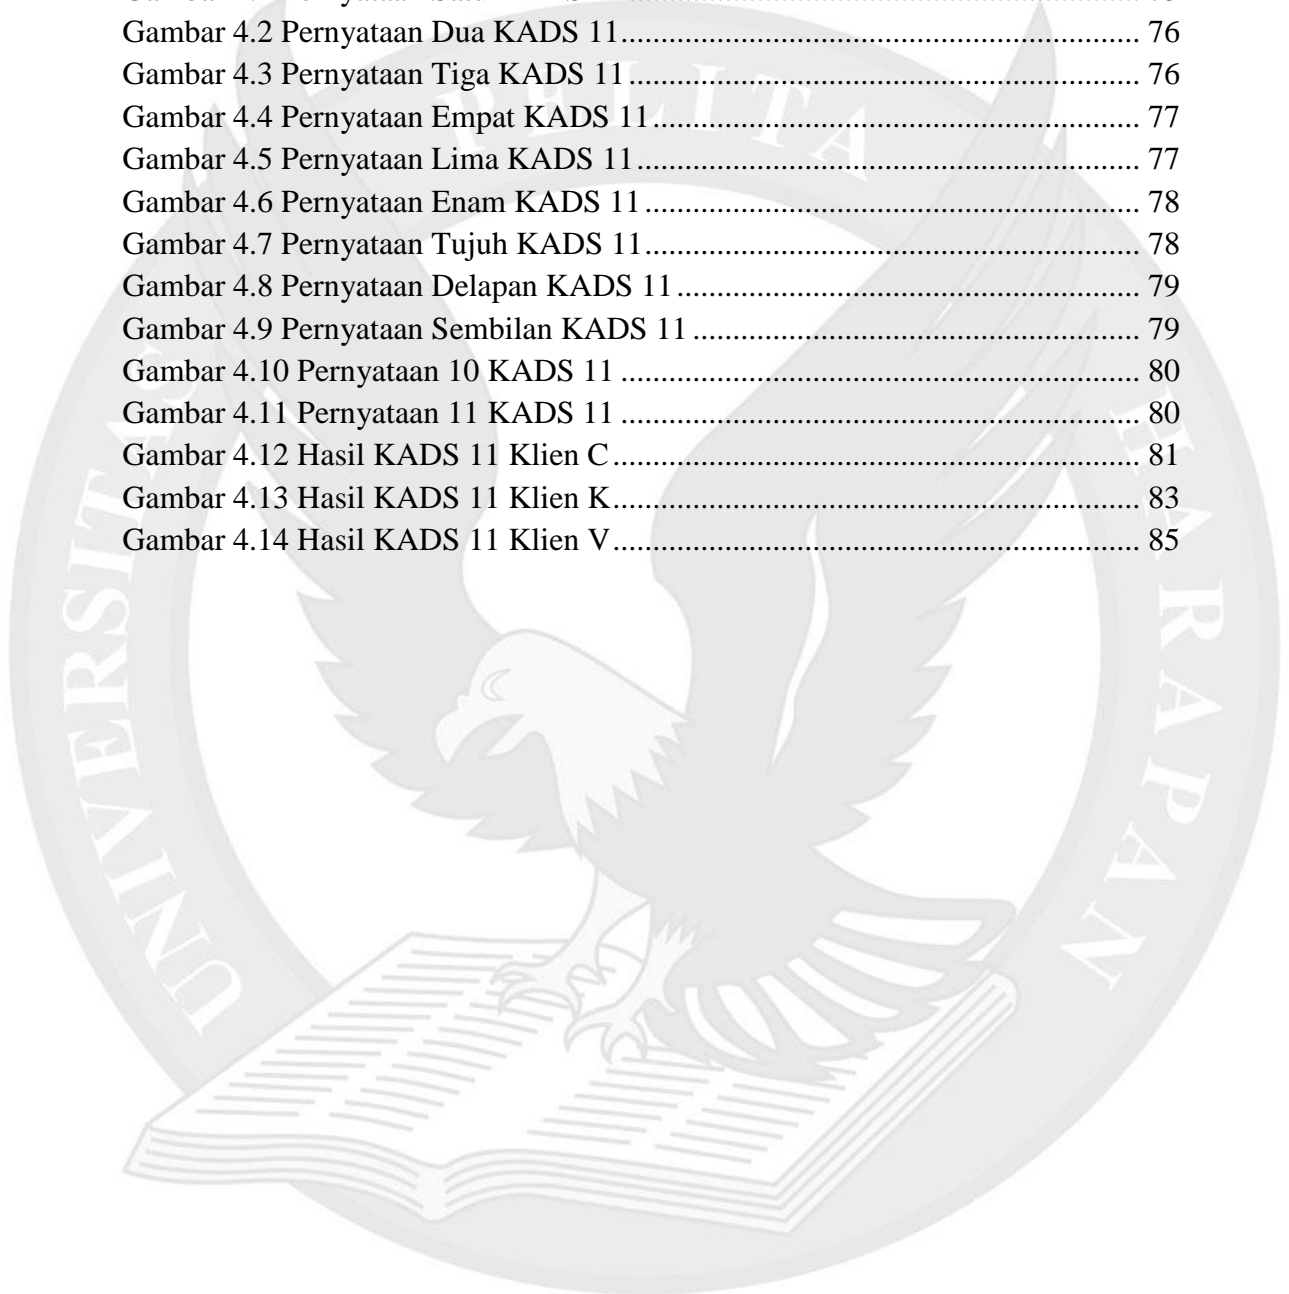 Gambar 4.2 Pernyataan Dua KADS 11.................................................................. 76
Gambar 4.3 Pernyataan Tiga KADS 11................................................................. 76
Gambar 4.4 Pernyataan Empat KADS 11.............................................................. 77
Gambar 4.5 Pernyataan Lima KADS 11................................................................ 77
Gambar 4.6 Pernyataan Enam KADS 11............................................................... 78
Gambar 4.7 Pernyataan Tujuh KADS 11............................................................... 78
Gambar 4.8 Pernyataan Delapan KADS 11........................................................... 79
Gambar 4.9 Pernyataan Sembilan KADS 11......................................................... 79
Gambar 4.10 Pernyataan 10 KADS 11.................................................................. 80
Gambar 4.11 Pernyataan 11 KADS 11.................................................................. 80
Gambar 4.12 Hasil KADS 11 Klien C................................................................... 81
Gambar 4.13 Hasil KADS 11 Klien K................................................................... 83
Gambar 4.14 Hasil KADS 11 Klien V................................................................... 85
UNIVERSITAS PELITA HARAPAN